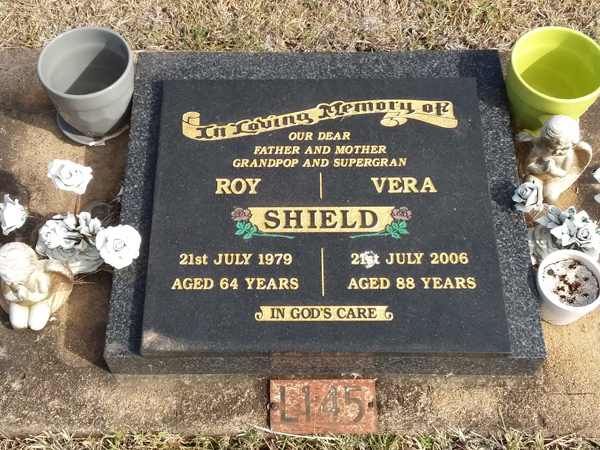 In Loving Memory of
OUR DEAR
FATHER AND MOTHER
GRANDPOP AND SUPERGRAN
ROY VERA
SHIELD
21st JULY 1979 21st JULY 2006
AGED 64 YEARS AGED 88 YEARS
IN GOD'S CARE
L145